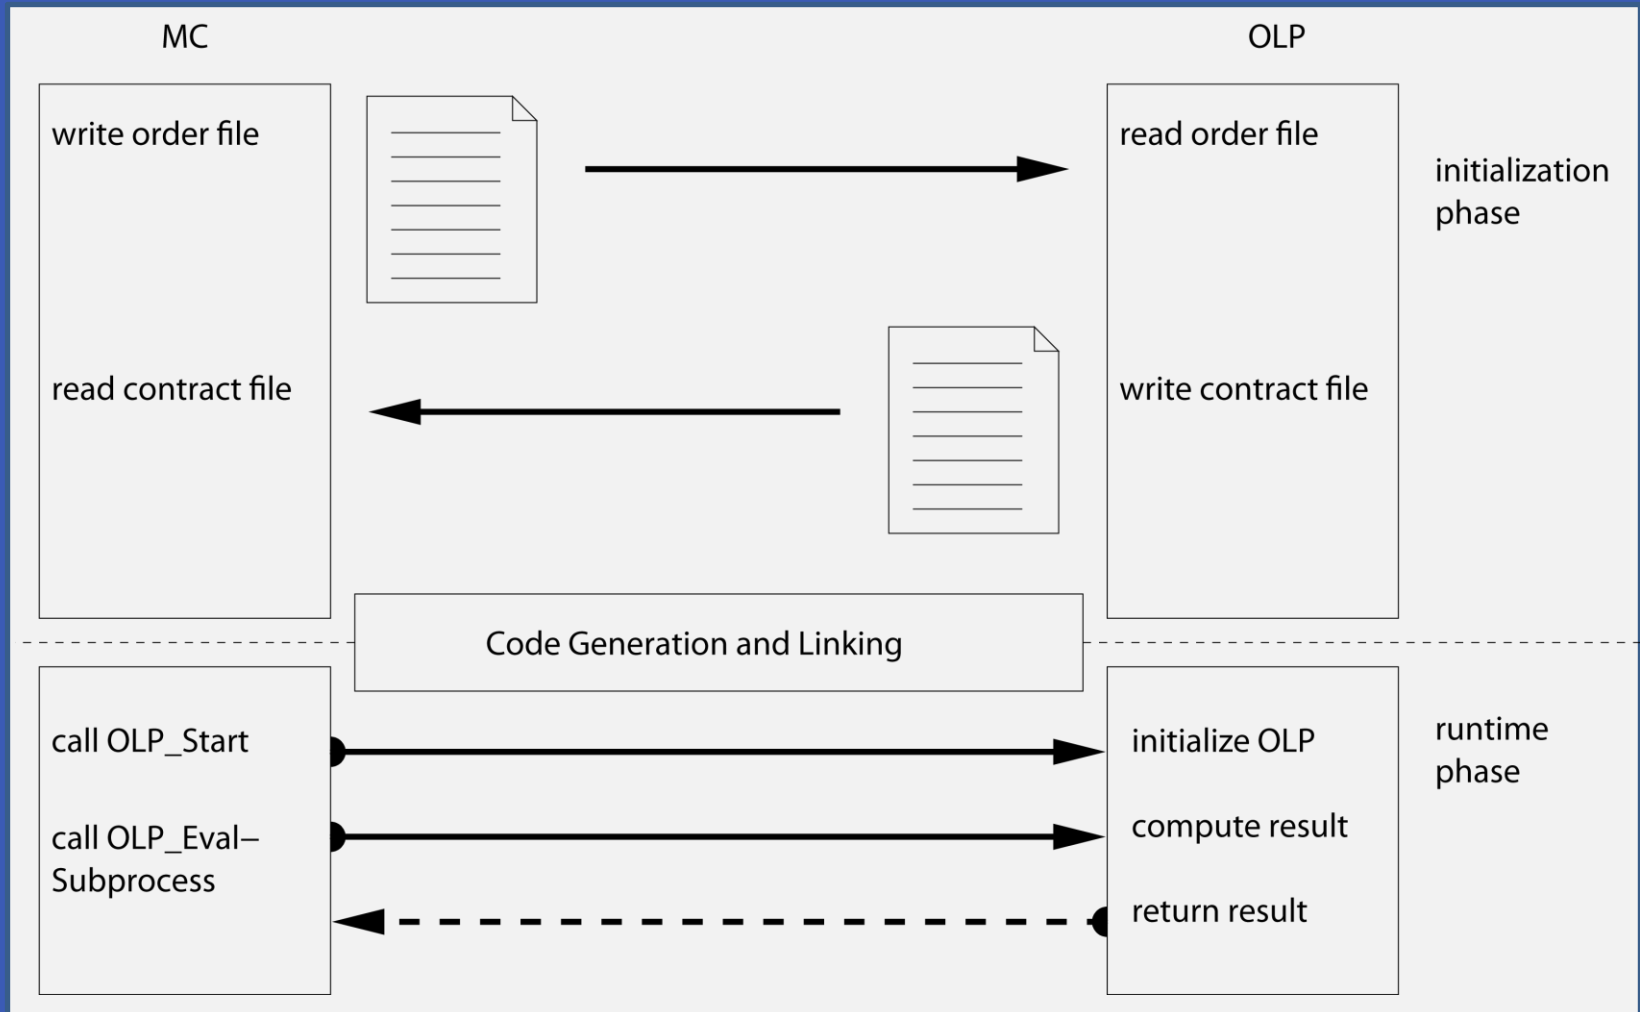 MC
OLP
write order file
read order file
initialization
phase
read contract file
write contract file
Code Generation and Linking
call OLP_Start
initialize OLP
runtime
phase
call OLP_Eval–
Subprocess
compute result
return result